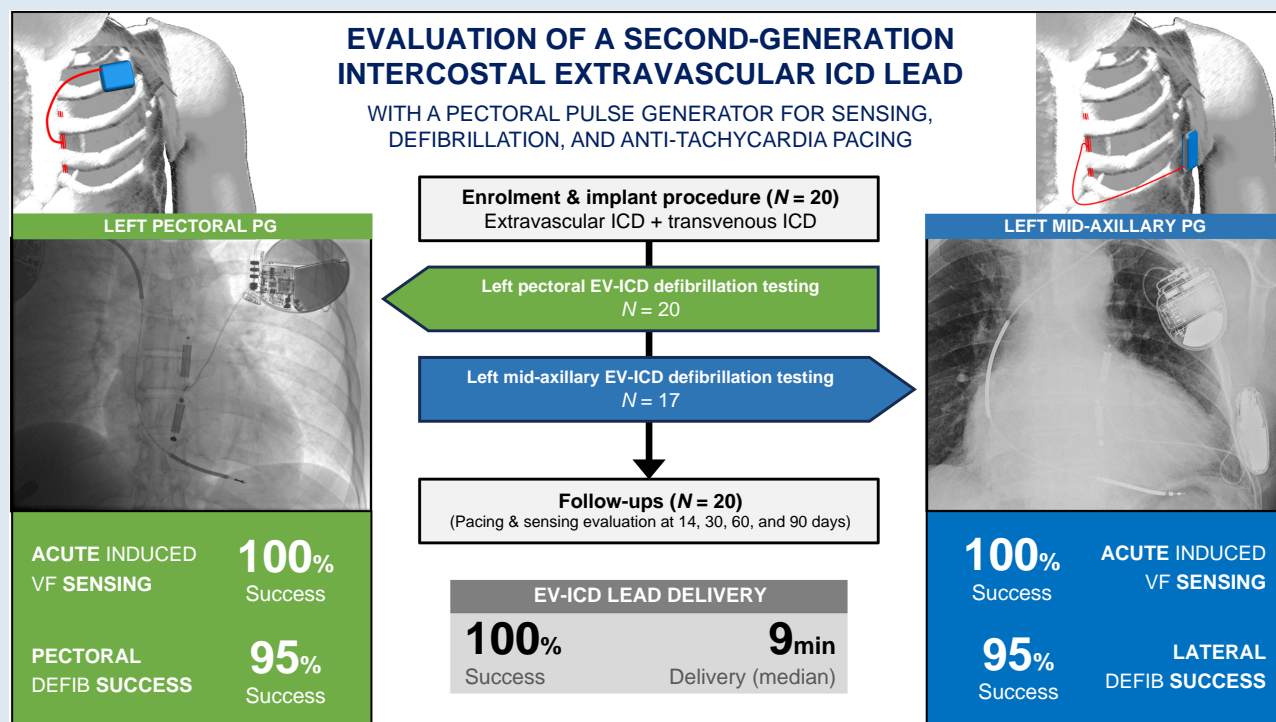 EVALUATION OF A SECOND-GENERATION
INTERCOSTAL EXTRAVASCULAR ICD LEAD
WITH A PECTORAL PULSE GENERATOR FOR SENSING,
DEFIBRILLATION, AND ANTI-TACHYCARDIA PACING
Enrolment & implant procedure (N = 20)
Extravascular ICD + transvenous ICD
LEFT PECTORAL PG
LEFT MID-AXILLARY PG
Left pectoral EV-ICD defibrillation testing
N = 20
Left mid-axillary EV-ICD defibrillation testing
N = 17
Follow-ups (N = 20)
(Pacing & sensing evaluation at 14, 30, 60, and 90 days)
ACUTE INDUCED
VF SENSING
100%
Success
PECTORAL
DEFIB SUCCESS
95%
Success
EV-ICD LEAD DELIVERY
100%
Success
9min
Delivery (median)
100%
Success
ACUTE INDUCED
VF SENSING
95%
Success
LATERAL
DEFIB SUCCESS